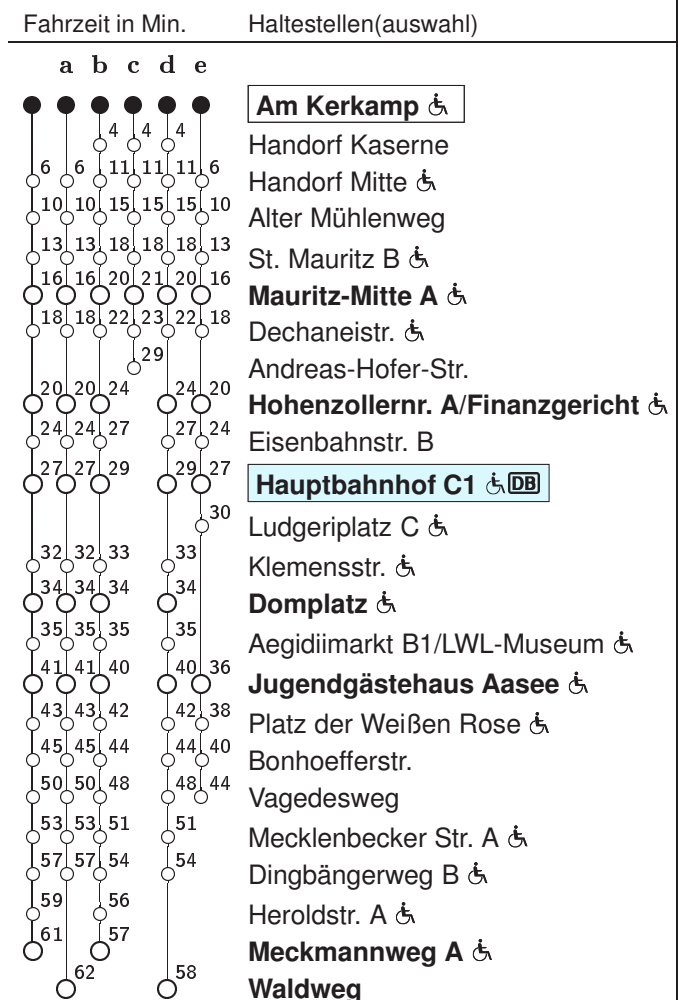 Fahrzeit in Min. Haltestellen(auswahl)
a b c d e
Am Kerkamp
4 4 4 Handorf Kaserne
6 6 11 11 11 6 Handorf Mitte
10 10 15 15 15 10 Alter Mühlenweg
13 13 18 18 18 13 St. Mauritz B
16 16 20 21 20 16 Mauritz-Mitte A
18 18 22 23 22 18 Dechaneistr.
29 Andreas-Hofer-Str.
20 20 24 24 20 Hohenzollernr. A/Finanzgericht
24 24 27 27 24 Eisenbahnstr. B
27 27 29 29 27 Hauptbahnhof C1 DB
30 Ludgeriplatz C
32 32 33 33 Klemensstr.
34 34 34 34 Domplatz
35 35 35 35 Aegidiimarkt B1/LWL-Museum
41 41 40 40 36 Jugendgästehaus Aasee
43 43 42 42 38 Platz der Weißen Rose
45 45 44 44 40 Bonhoefferstr.
50 50 48 48 44 Vagedesweg
53 53 51 51 Mecklenbecker Str. A
57 57 54 54 Dingbängerweg B
59 56 Heroldstr. A
61 57 Meckmannweg A
62 58 Waldweg